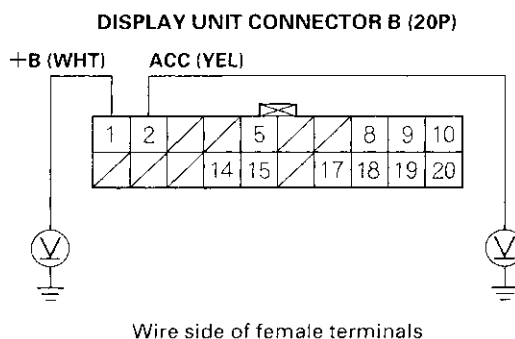 DISPLAY UNIT CONNECTOR B (20P)
+B (WHT) ACC (YEL)
1 2 5 8 9 10
14 15 17 18 19 20
V V
Wire side of female terminals